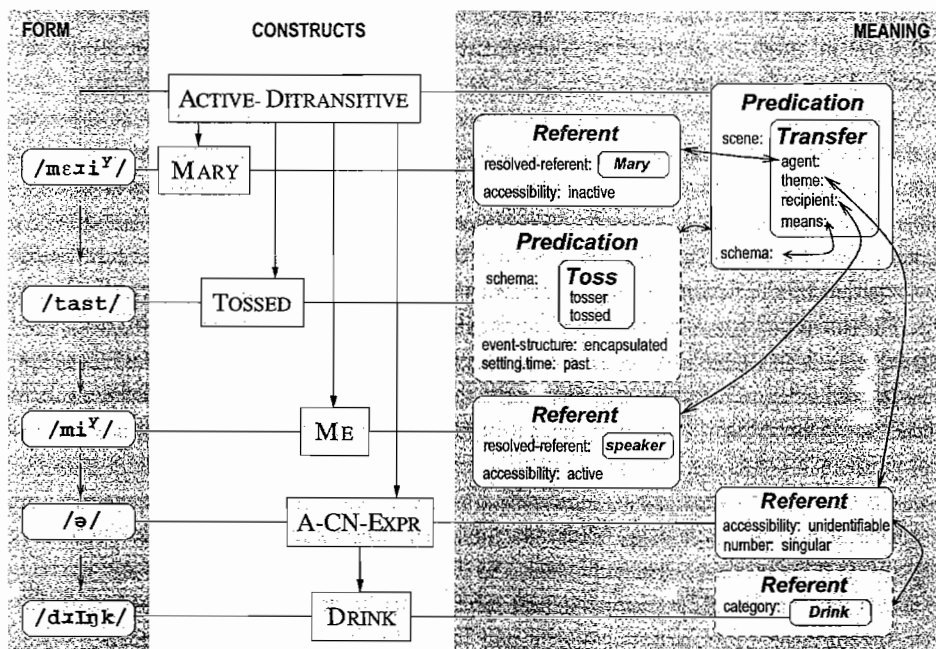 FORM
CONSTRUCTS
MEANING
ACTIVE-DITRANSITIVE
Predication
scene: Transfer
agent:
theme:
recipient:
means:
schema:
/mɛɹiʸ/
MARY
Referent
resolved-referent: Mary
accessibility: inactive
/tast/
TOSSED
Predication
schema: Toss
tosser
tossed
event-structure: encapsulated
setting.time: past
/miʸ/
ME
Referent
resolved-referent: speaker
accessibility: active
/ə/
A-CN-EXPR
Referent
accessibility: unidentifiable
number: singular
/dɹɪŋk/
DRINK
Referent
category: Drink